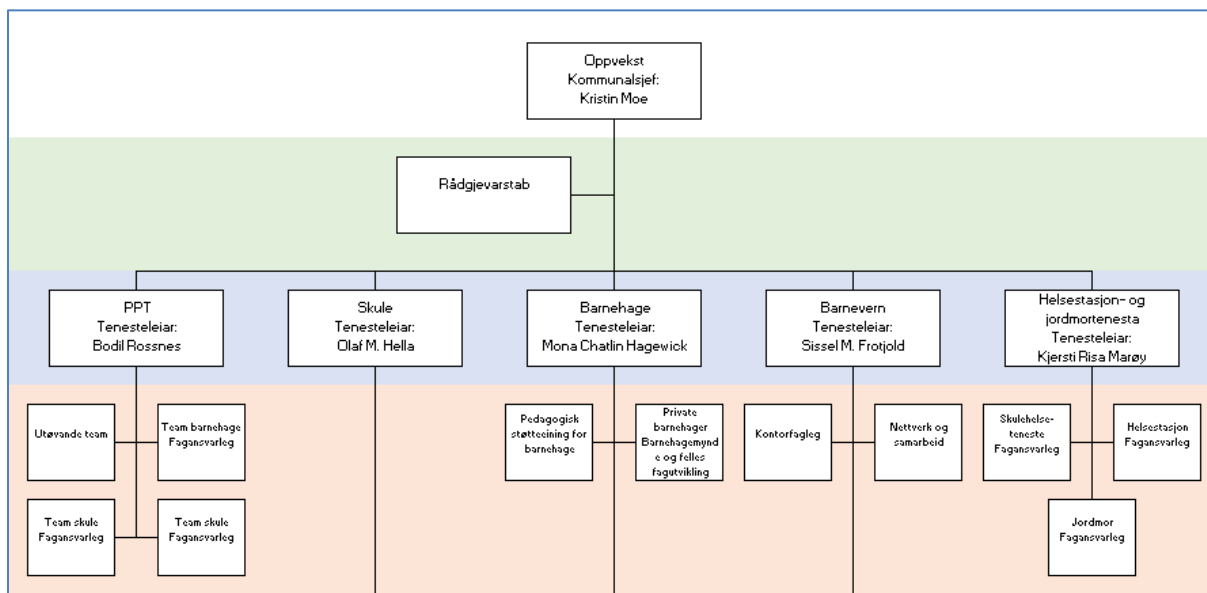 Oppvekst
Kommunalsjef:
Kristin Moe
Rådgjevarstab
PPT
Tenesteleiar:
Bodil Rossnes
Skule
Tenesteleiar:
Olaf M. Hella
Barnehage
Tenesteleiar:
Mona Chatlin Hagewick
Barnevern
Tenesteleiar:
Sissel M. Frotjold
Helsestasjon- og
jordmortenesta
Tenesteleiar:
Kjersti Risa Marøy
Utøvande team
Team barnehage
Fagansvarleg
Team skule
Fagansvarleg
Team skule
Fagansvarleg
Pedagogisk
støtteeining for
barnehage
Private
barnehager
Barnehagemynd
e og felles
fagutvikling
Kontorfagleg
Nettverk og
samarbeid
Skulehelse-
teneste
Fagansvarleg
Helsestasjon
Fagansvarleg
Jordmor
Fagansvarleg